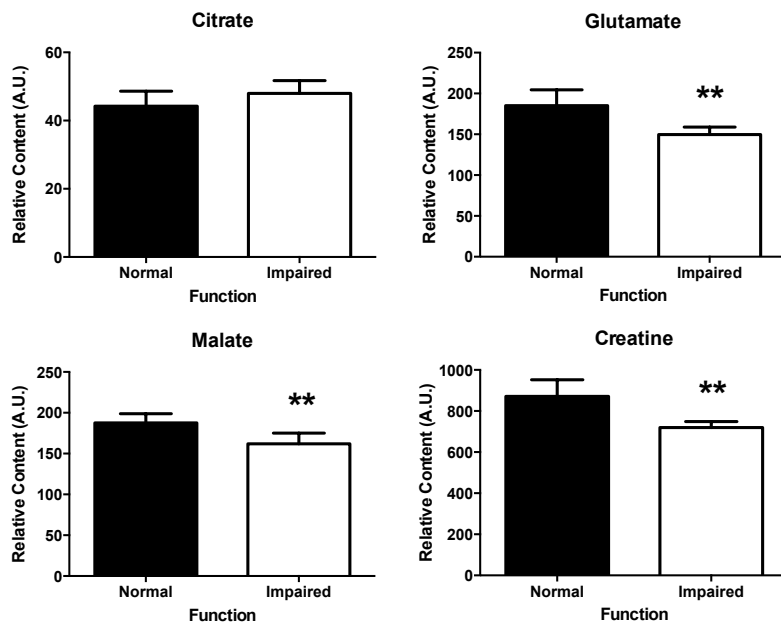 Citrate
Relative Content (A.U.)
60
40
20
0
Normal Impaired
Function
Glutamate
Relative Content (A.U.)
250
200
150
100
50
0
**
Normal Impaired
Function
Malate
Relative Content (A.U.)
200
150
100
50
0
**
Normal Impaired
Function
Creatine
Relative Content (A.U.)
1000
800
600
400
200
0
**
Normal Impaired
Function